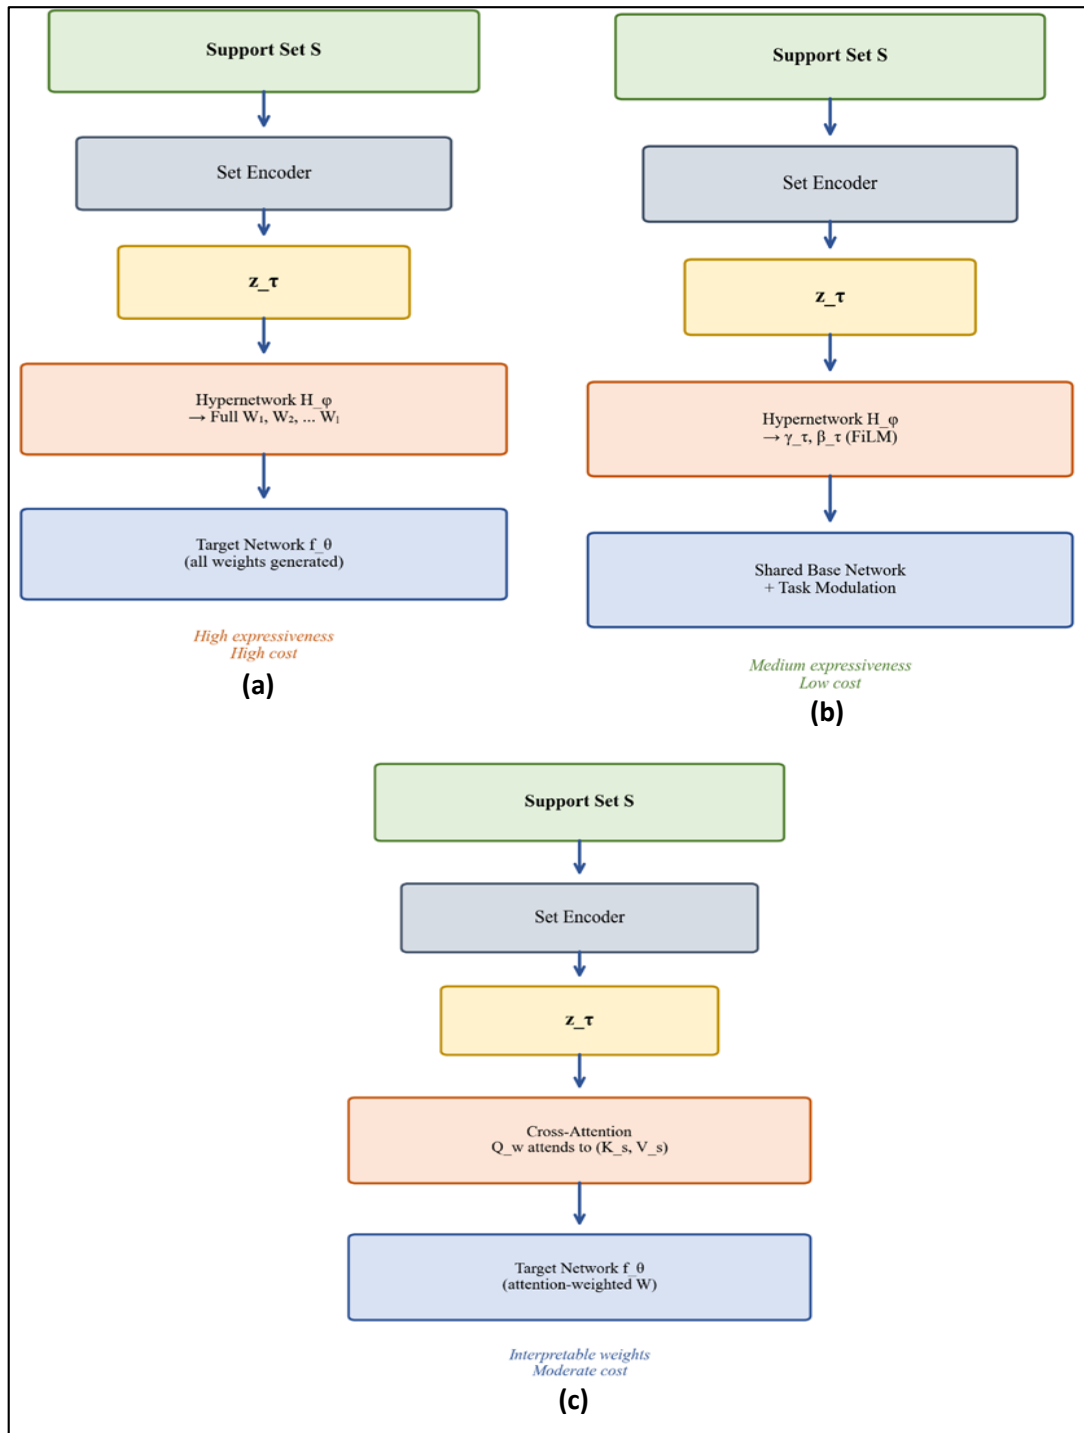 Support Set S
Set Encoder
z_τ
Hypernetwork H_φ
→ Full W₁, W₂, ... Wₗ
Target Network f_θ
(all weights generated)
High expressiveness
High cost
(a)
Support Set S
Set Encoder
z_τ
Hypernetwork H_φ
→ γ_τ, β_τ (FiLM)
Shared Base Network
+ Task Modulation
Medium expressiveness
Low cost
(b)
Support Set S
Set Encoder
z_τ
Cross-Attention
Q_w attends to (K_s, V_s)
Target Network f_θ
(attention-weighted W)
Interpretable weights
Moderate cost
(c)